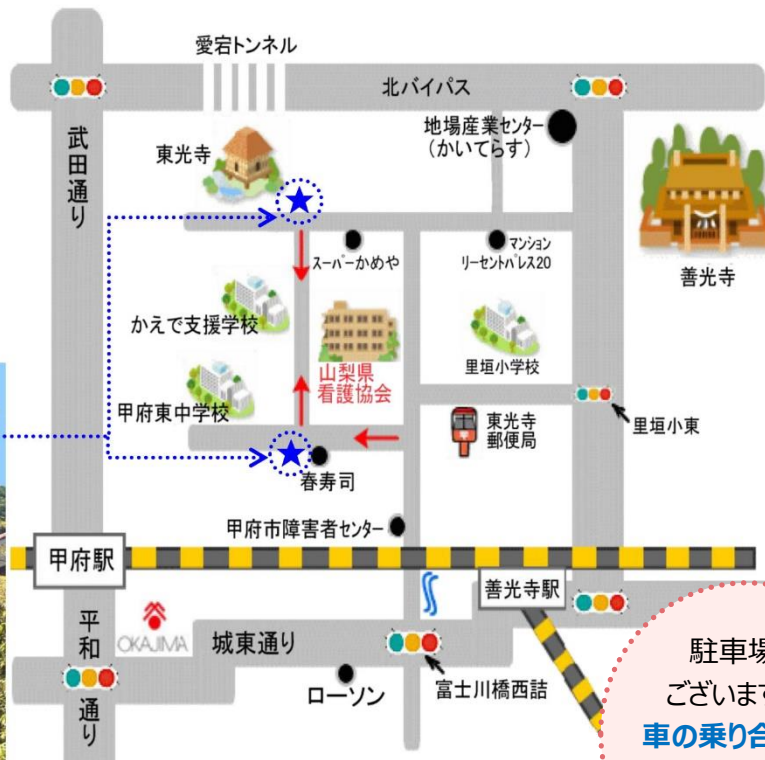 愛宕トンネル
北バイパス
武田通り
東光寺
地場産業センター
(かいてらす)
善光寺
スーパーかめや
マンション
リーセントパレス20
かえで支援学校
山梨県
看護協会
里垣小学校
甲府東中学校
東光寺
郵便局
里垣小東
春寿司
甲府市障害者センター
甲府駅
善光寺駅
平和通り
OKAJIMA
城東通り
富士川橋西詰
ローソン
駐車場
ございます
車の乗り合